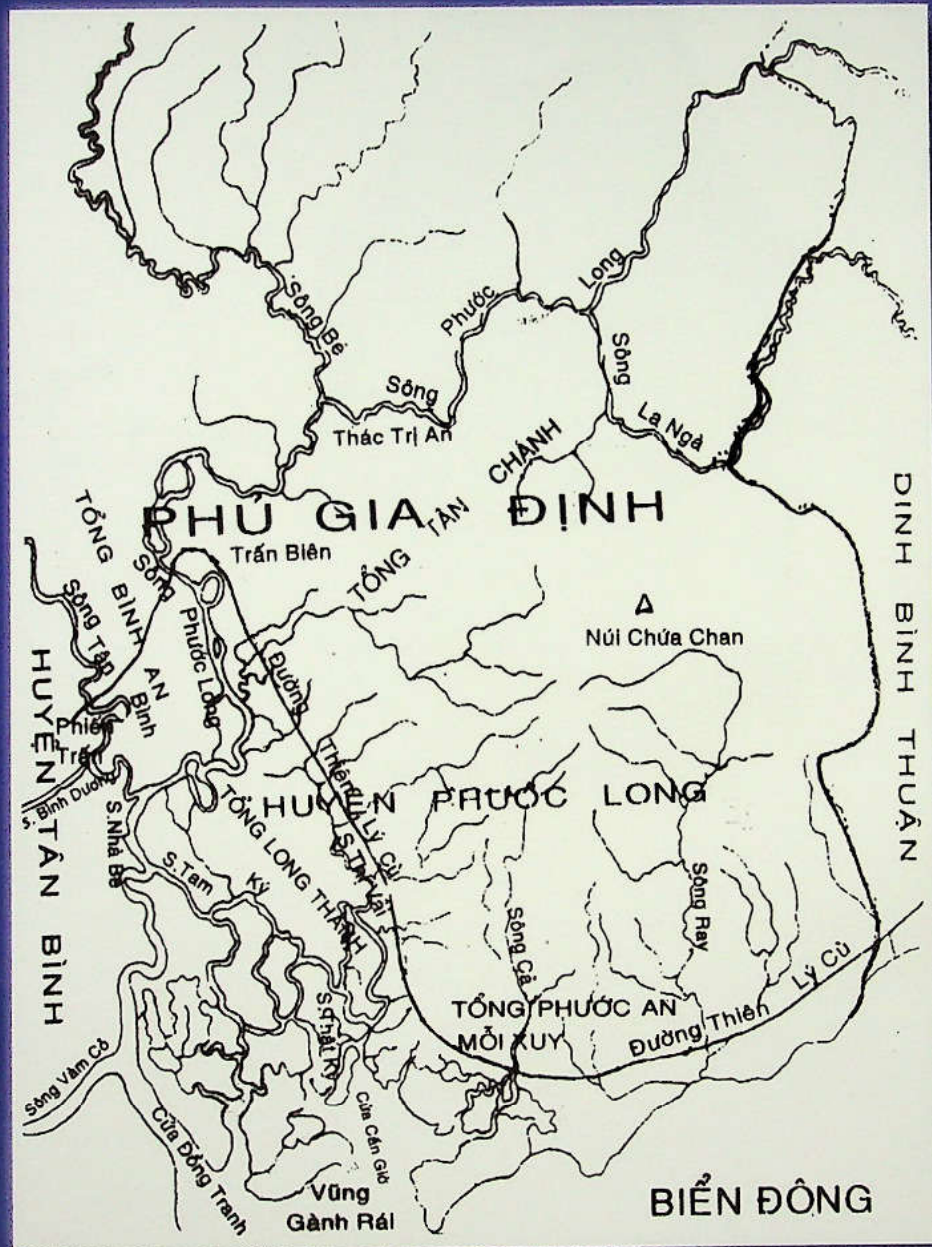 Sông Bé
Sông
Phước
Long
Thác Trị An
Sông
La Ngà
PHỦ GIA ĐỊNH
TỔNG TÂN CHÁNH
Trấn Biên
TỔNG BÌNH AN
Sông Tân Bình
Sông Phước Long
Núi Chứa Chan
DINH BÌNH THUẬN
HUYỆN TÂN BÌNH
Phiên Trấn
S. Bình Dương
Đường Thiên Lý Cù
HUYỆN PHƯỚC LONG
TỔNG LONG THÀNH
S. Nhà Bè
S. Tam Kỳ
S. Thị Vải
Sông Cả
Sông Ray
TỔNG PHƯỚC AN
MỖI XUY
Đường Thiên Lý Cù
S. Thất Kỳ
Sông Vàm Cỏ
Cửa Đồng Tranh
Cửa Cần Giờ
Vũng
Gành Rái
BIỂN ĐÔNG